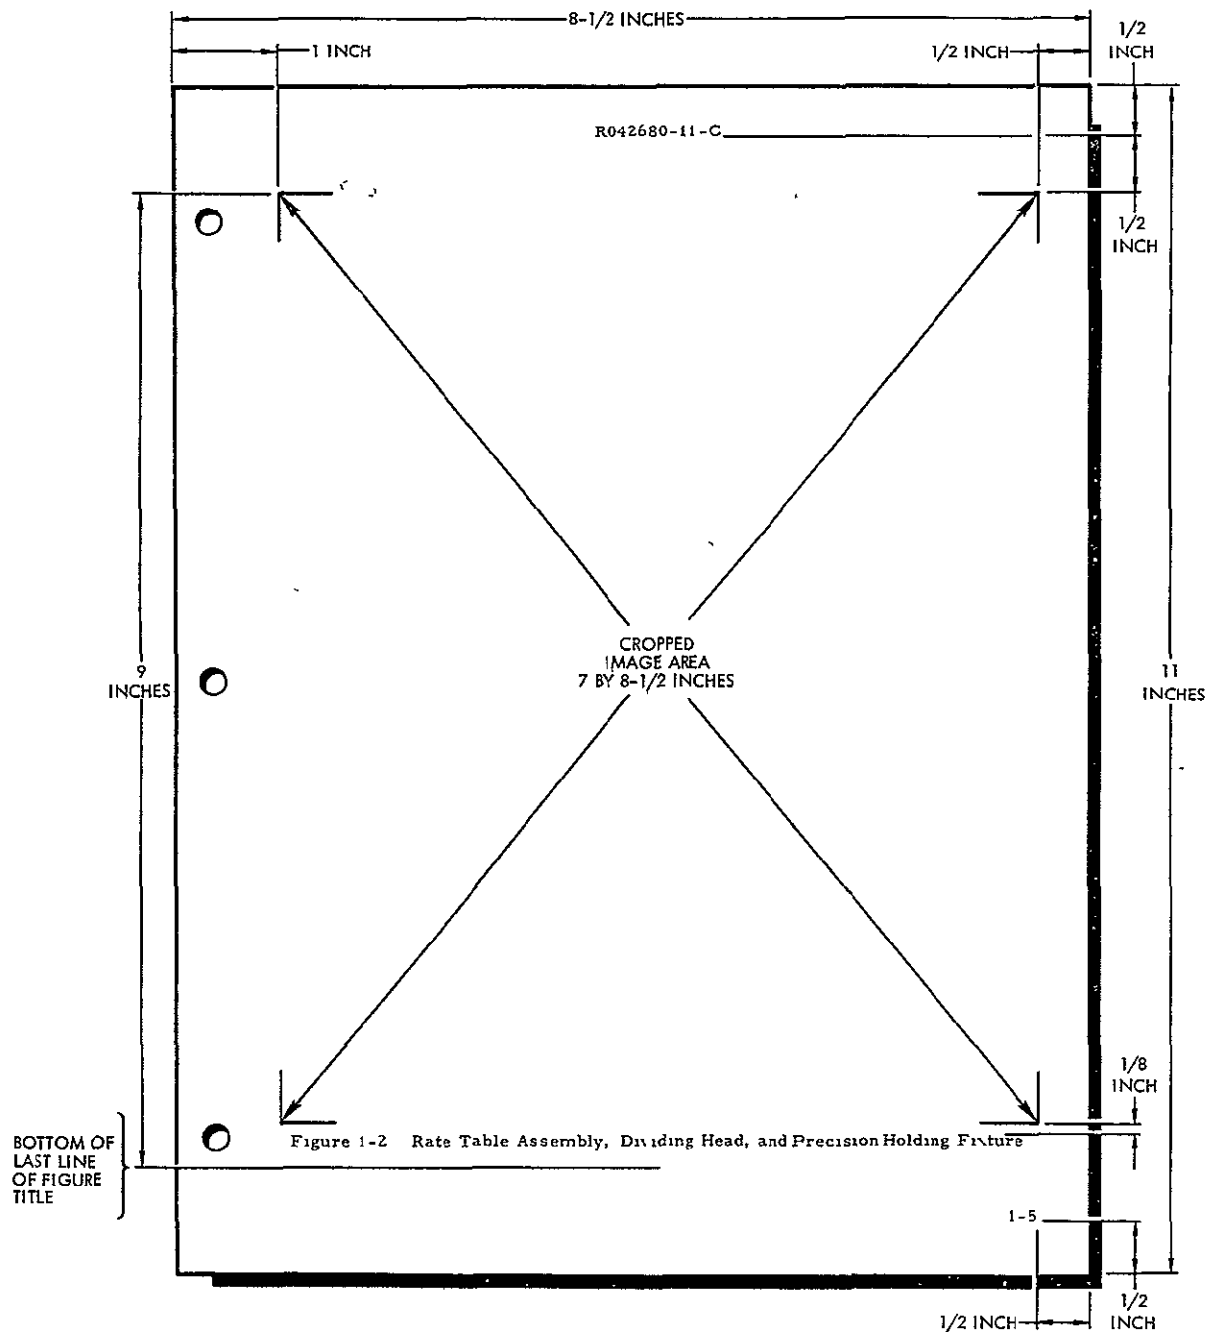 8-1/2 INCHES
1 INCH
1/2 INCH
1/2
INCH
R042680-11-C
1/2
INCH
CROPPED
IMAGE AREA
7 BY 8-1/2 INCHES
9
INCHES
11
INCHES
1/8
INCH
BOTTOM OF
LAST LINE
OF FIGURE
TITLE
Figure 1-2 Rate Table Assembly, Dividing Head, and Precision Holding Fixture
1-5
1/2 INCH
1/2
INCH